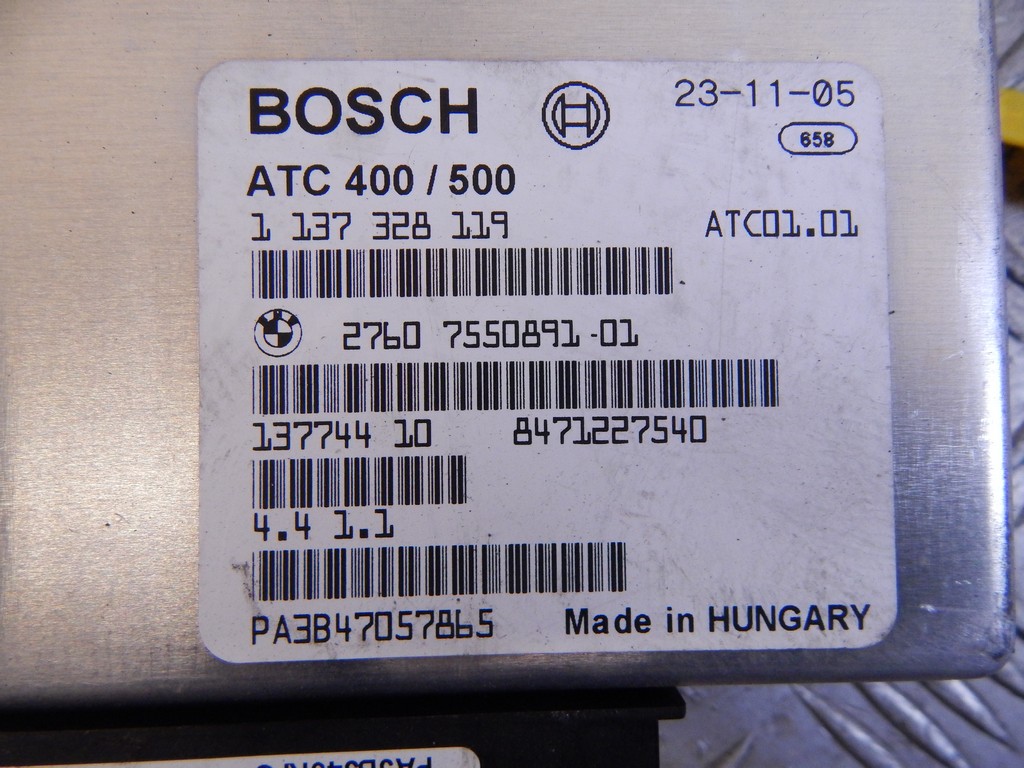 BOSCH
23-11-05
658
ATC 400 / 500
1 137 328 119
ATC01.01
BMW
2760 7550891-01
137744 10 8471227540
4.4 1.1
PA3B47057865
Made in HUNGARY